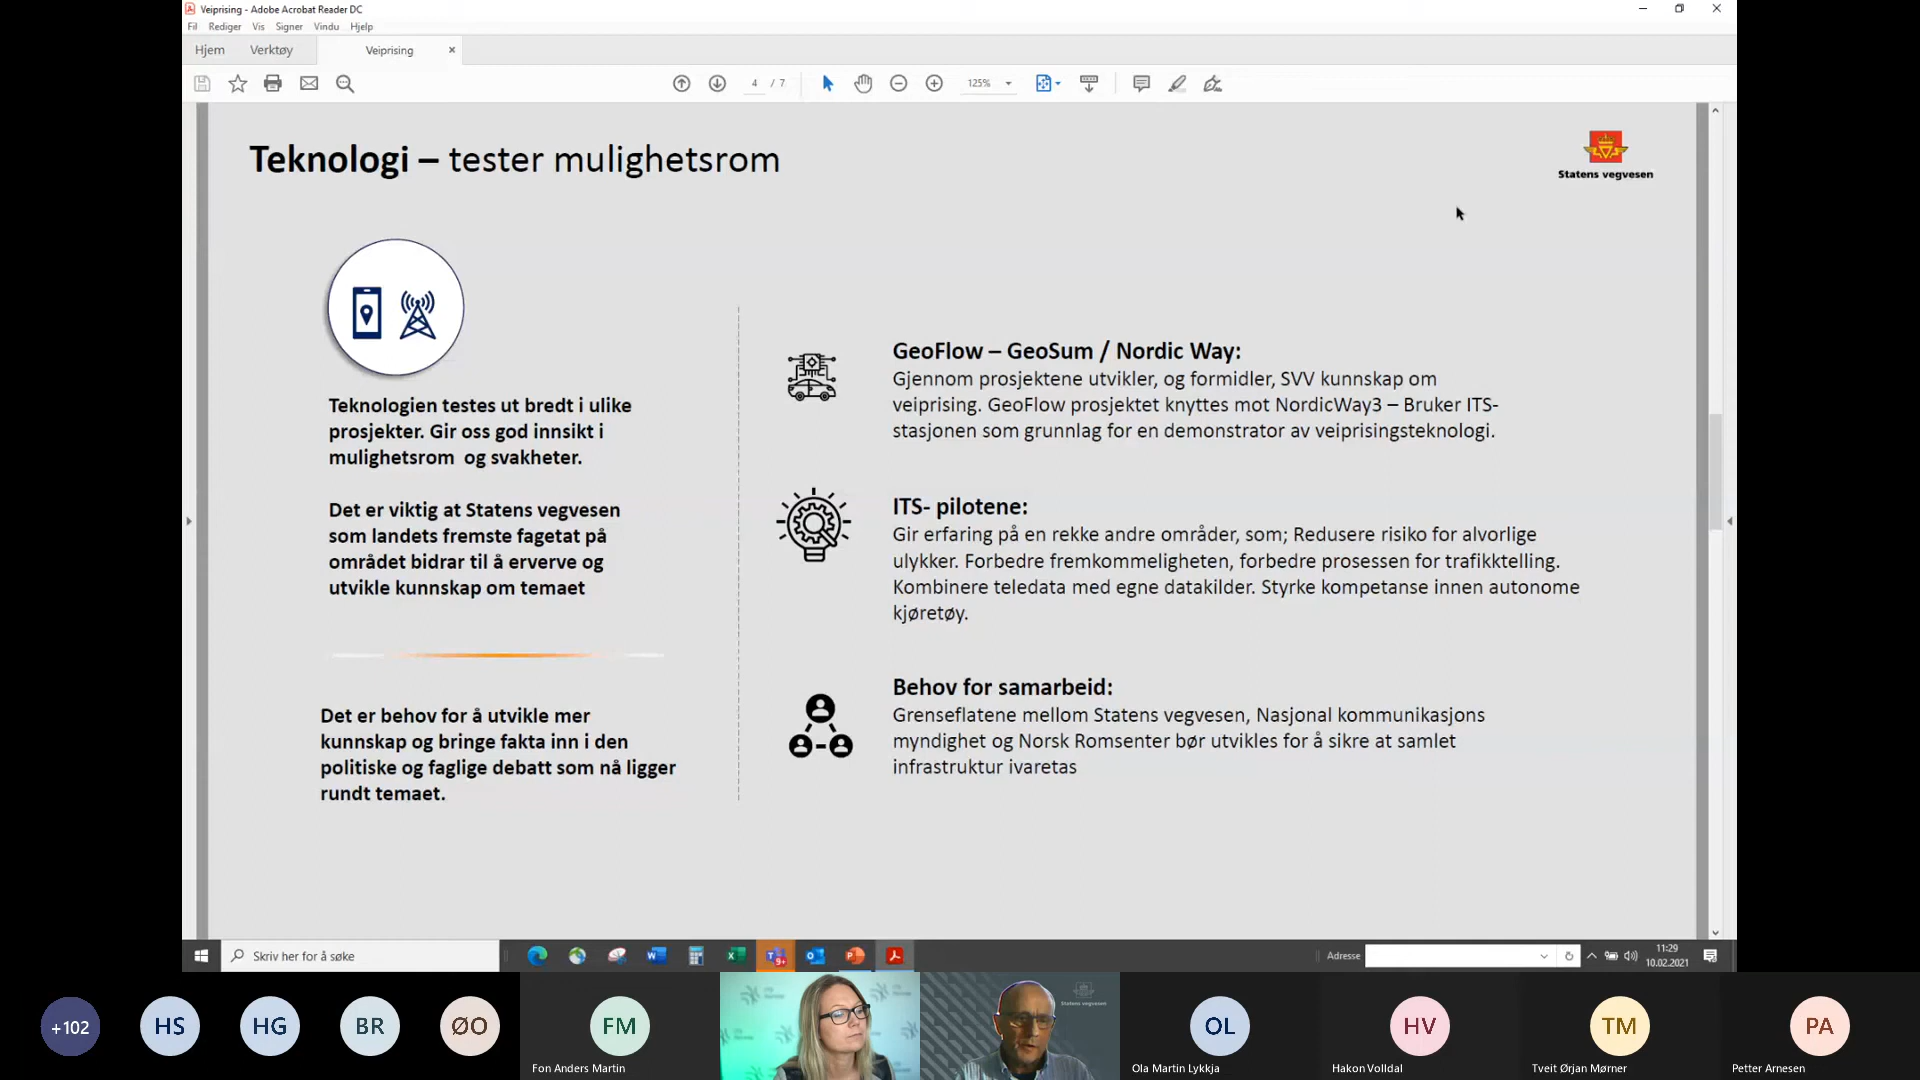 Veiprising - Adobe Acrobat Reader DC
Fil Rediger Vis Signer Vindu Hjelp
Hjem Verktøy Veiprising
4 / 7 125%
Teknologi – tester mulighetsrom
Statens vegvesen
Teknologien testes ut bredt i ulike
prosjekter. Gir oss god innsikt i
mulighetsrom og svakheter.
Det er viktig at Statens vegvesen
som landets fremste fagetat på
området bidrar til å erverve og
utvikle kunnskap om temaet
Det er behov for å utvikle mer
kunnskap og bringe fakta inn i den
politiske og faglige debatt som nå ligger
rundt temaet.
GeoFlow – GeoSum / Nordic Way:
Gjennom prosjektene utvikler, og formidler, SVV kunnskap om
veiprising. GeoFlow prosjektet knyttes mot NordicWay3 – Bruker ITS-
stasjonen som grunnlag for en demonstrator av veiprisingsteknologi.
ITS- pilotene:
Gir erfaring på en rekke andre områder, som; Redusere risiko for alvorlige
ulykker. Forbedre fremkommeligheten, forbedre prosessen for trafikktelling.
Kombinere teledata med egne datakilder. Styrke kompetanse innen autonome
kjøretøy.
Behov for samarbeid:
Grenseflatene mellom Statens vegvesen, Nasjonal kommunikasjons
myndighet og Norsk Romsenter bør utvikles for å sikre at samlet
infrastruktur ivaretas
Skriv her for å søke
Adresse
11:29
10.02.2021
+102 HS HG BR ØO FM OL HV TM PA
Statens vegvesen
Fon Anders Martin Ola Martin Lykkja Hakon Volldal Tveit Ørjan Mørner Petter Arnesen